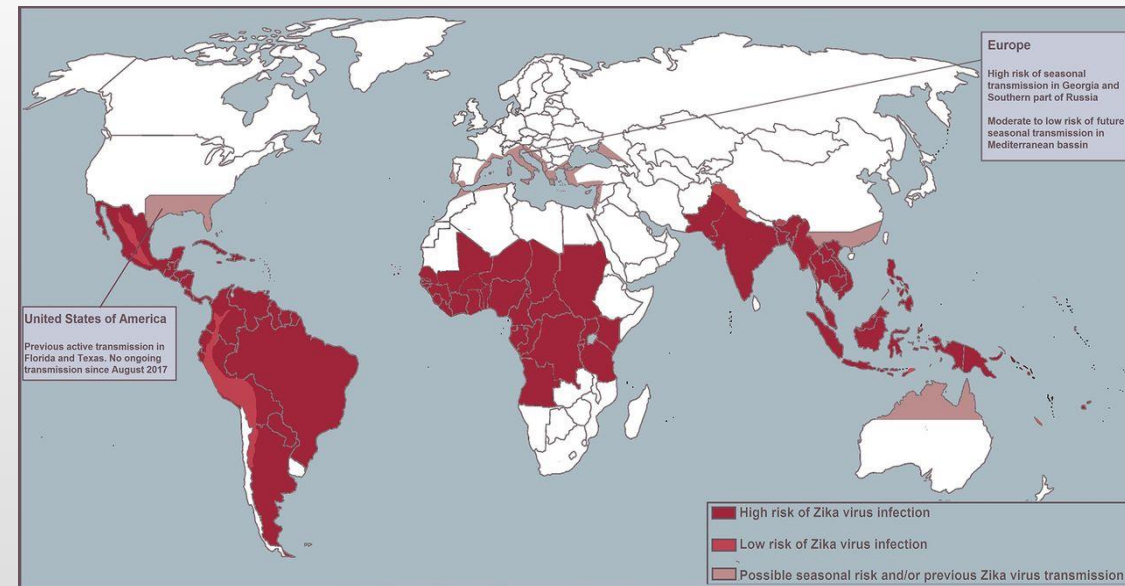 Europe
High risk of seasonal
transmission in Georgia and
Southern part of Russia
Moderate to low risk of future
seasonal transmission in
Mediterranean bassin
United States of America
Previous active transmission in
Florida and Texas. No ongoing
transmission since August 2017
High risk of Zika virus infection
Low risk of Zika virus infection
Possible seasonal risk and/or previous Zika virus transmission